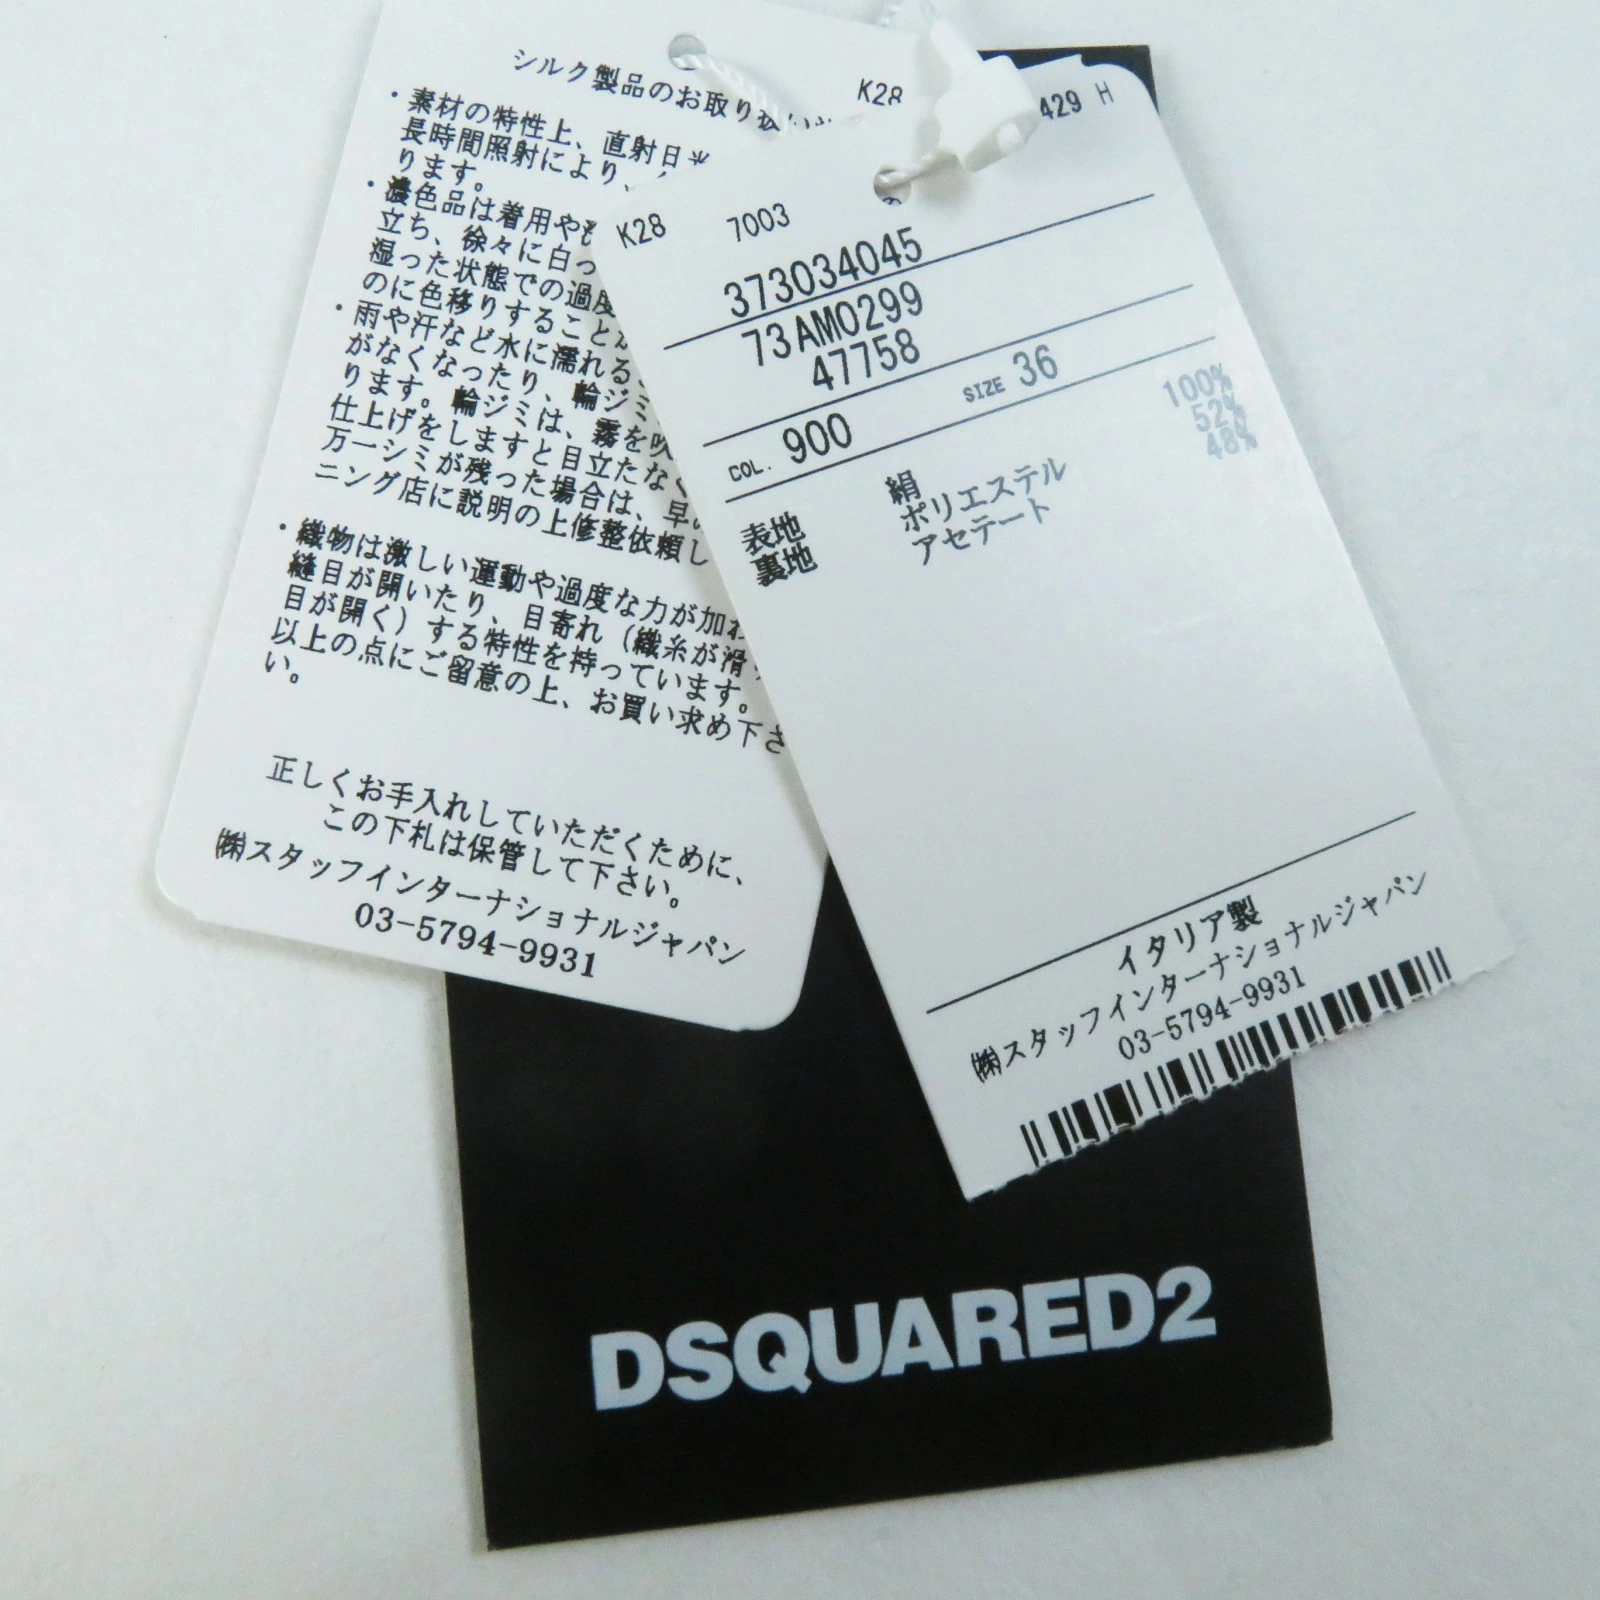 シルク製品のお取り
・素材の特性上、直射日光
長時間照射により、
ります。
・濃色品は着用や
立ち、徐々に白っ
湿った状態での過度
のに色移りすること
・雨や汗など水に濡れる
がなくなったり、輪ジミ
ります。輪ジミは、霧を吹
仕上げをしますと目立たなく
万一シミが残った場合は、早
ニング店に説明の上修整依頼し
・織物は激しい運動や過度な力が加わ
縫目が開いたり、目寄れ（織糸が滑
目が開く）する特性を持っています。
以上の点にご留意の上、お買い求め下さ
い。
正しくお手入れしていただくために、
この下札は保管して下さい。
㈱スタッフインターナショナルジャパン
03-5794-9931
K28
429 H
K28 7003
373034045
73AM0299
47758
COL. 900 SIZE 36
表地 絹 100%
裏地 ポリエステル 52%
アセテート 48%
イタリア製
㈱スタッフインターナショナルジャパン
03-5794-9931
DSQUARED2